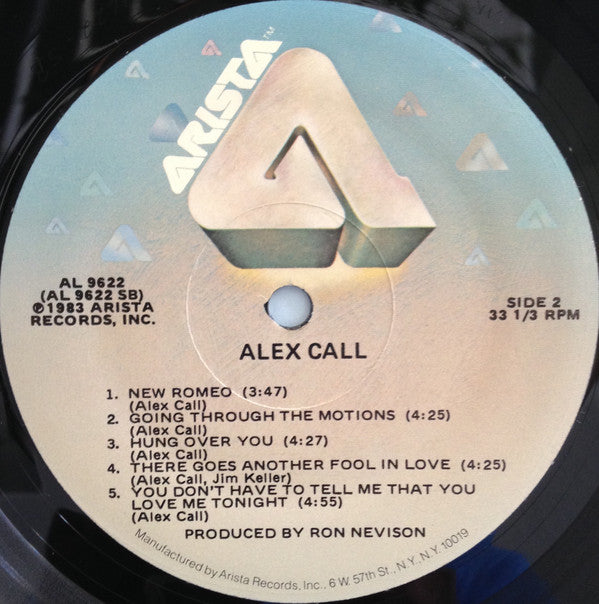 ARISTA™
AL 9622
(AL 9622 SB)
℗1983 ARISTA
RECORDS, INC.
SIDE 2
33 1/3 RPM
ALEX CALL
1. NEW ROMEO (3:47)
(Alex Call)
2. GOING THROUGH THE MOTIONS (4:25)
(Alex Call)
3. HUNG OVER YOU (4:27)
(Alex Call)
4. THERE GOES ANOTHER FOOL IN LOVE (4:25)
(Alex Call, Jim Keller)
5. YOU DON'T HAVE TO TELL ME THAT YOU
LOVE ME TONIGHT (4:55)
(Alex Call)
PRODUCED BY RON NEVISON
Manufactured by Arista Records, Inc., 6 W. 57th St., N.Y., N.Y. 10019